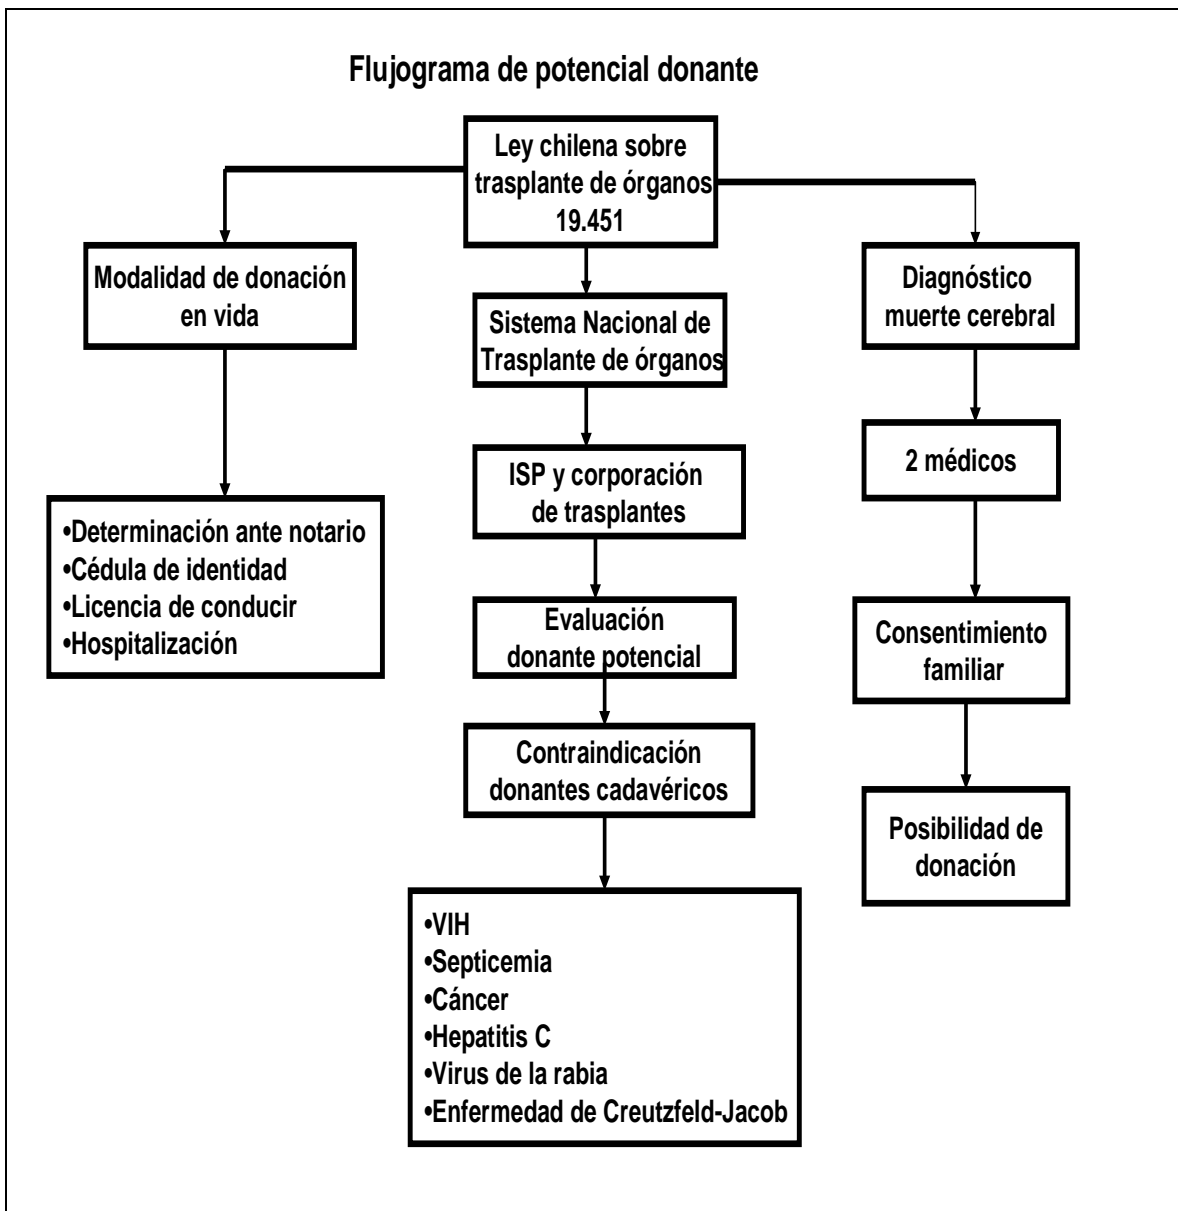 Flujograma de potencial donante
Ley chilena sobre
trasplante de órganos
19.451
Modalidad de donación
en vida
•Determinación ante notario
•Cédula de identidad
•Licencia de conducir
•Hospitalización
Sistema Nacional de
Trasplante de órganos
ISP y corporación
de trasplantes
Evaluación
donante potencial
Contraindicación
donantes cadavéricos
•VIH
•Septicemia
•Cáncer
•Hepatitis C
•Virus de la rabia
•Enfermedad de Creutzfeld-Jacob
Diagnóstico
muerte cerebral
2 médicos
Consentimiento
familiar
Posibilidad de
donación